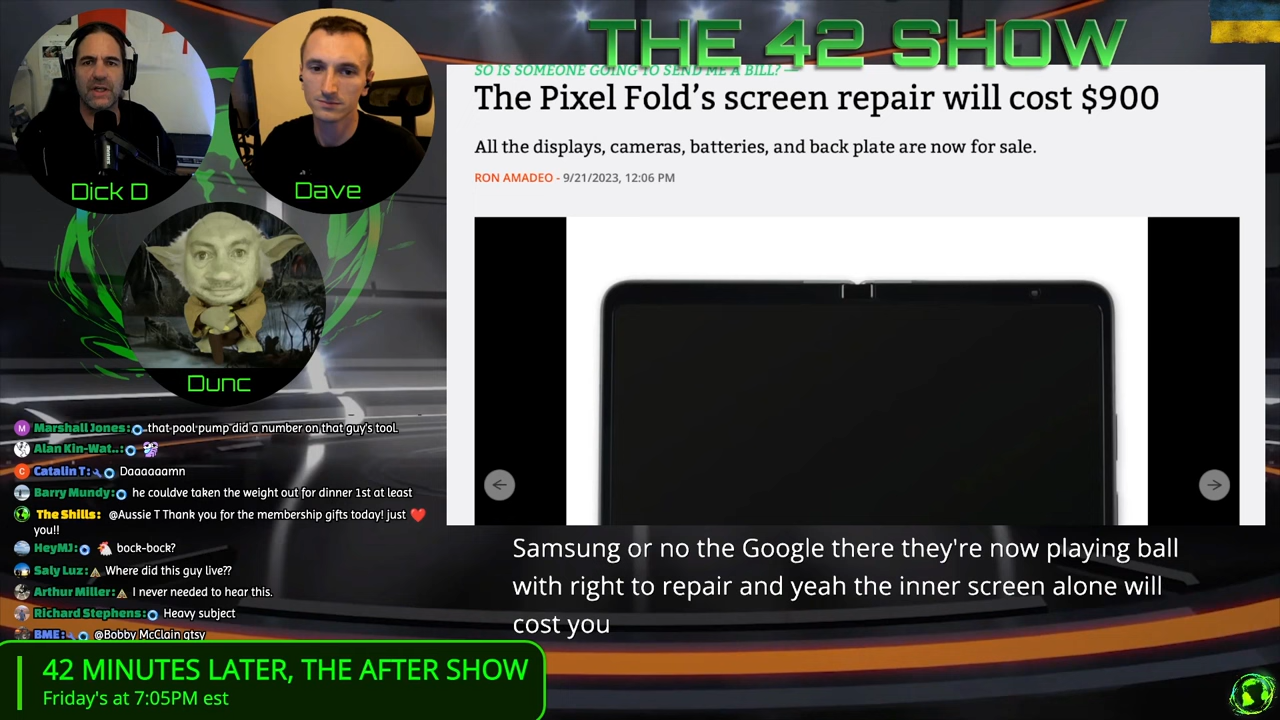 THE 42 SHOW
SO IS SOMEONE GOING TO SEND ME A BILL? —
The Pixel Fold's screen repair will cost $900
All the displays, cameras, batteries, and back plate are now for sale.
RON AMADEO - 9/21/2023, 12:06 PM
Dick D
Dave
Dunc
M Marshall Jones: that pool pump did a number on that guy's tool
Alan Kin-Wat..:
C Catalin T: Daaaaaamn
Barry Mundy: he couldve taken the weight out for dinner 1st at least
The Shills: @Aussie T Thank you for the membership gifts today! just ❤️
you!!
HeyMJ: 🐔 bock-bock?
Saly Luz: Where did this guy live??
Arthur Miller: I never needed to hear this.
Richard Stephens: Heavy subject
BME: @Bobby McClain gtsy
Samsung or no the Google there they're now playing ball
with right to repair and yeah the inner screen alone will
cost you
42 MINUTES LATER, THE AFTER SHOW
Friday's at 7:05PM est